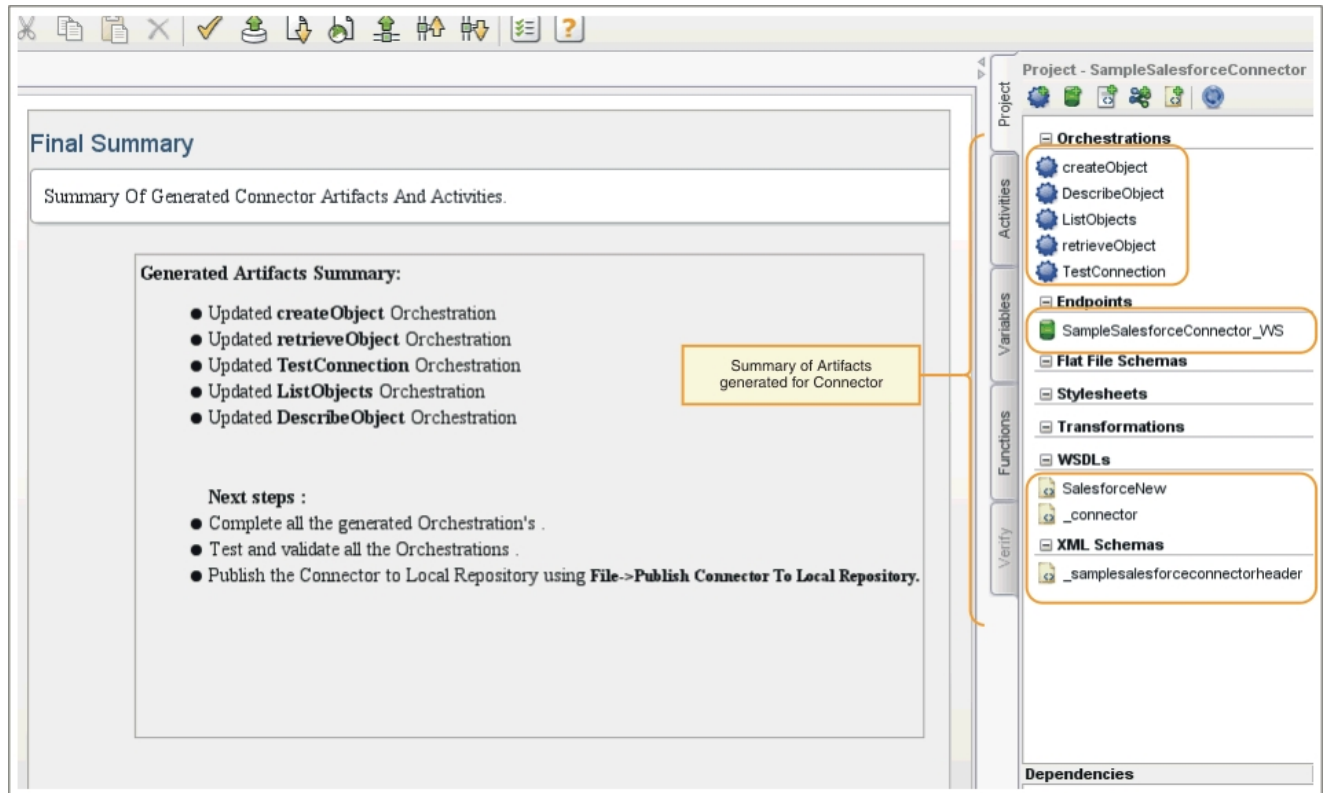 Project - SampleSalesforceConnector
Final Summary
Summary Of Generated Connector Artifacts And Activities.
Generated Artifacts Summary:
● Updated createObject Orchestration
● Updated retrieveObject Orchestration
● Updated TestConnection Orchestration
● Updated ListObjects Orchestration
● Updated DescribeObject Orchestration
Next steps :
● Complete all the generated Orchestration's .
● Test and validate all the Orchestrations .
● Publish the Connector to Local Repository using File->Publish Connector To Local Repository.
Summary of Artifacts
generated for Connector
Project
Activities
Variables
Functions
Verify
Orchestrations
createObject
DescribeObject
ListObjects
retrieveObject
TestConnection
Endpoints
SampleSalesforceConnector_WS
Flat File Schemas
Stylesheets
Transformations
WSDLs
SalesforceNew
_connector
XML Schemas
_samplesalesforceconnectorheader
Dependencies